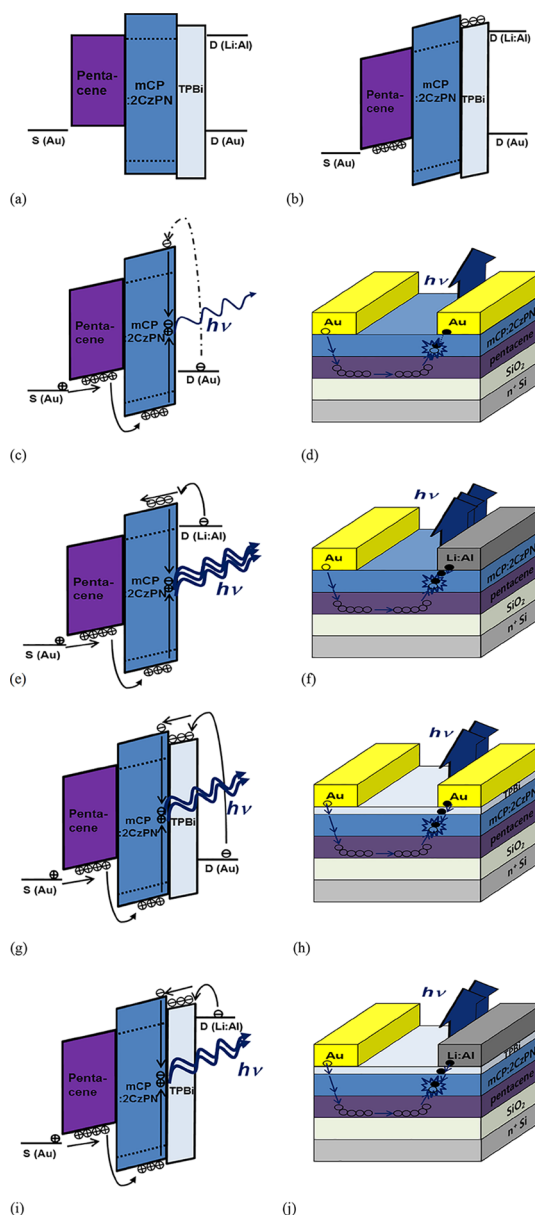 D (Li:Al)
Penta-
cene
mCP
:2CzPN
TPBi
S (Au)
D (Au)
(a)
D (Li:Al)
Penta-
cene
mCP
:2CzPN
TPBi
D (Au)
S (Au)
(b)
Penta-
cene
mCP
:2CzPN
hν
S (Au)
D (Au)
(c)
hν
Au
Au
mCP:2CzPN
pentacene
SiO2
n+ Si
(d)
D (Li:Al)
Penta-
cene
mCP
:2CzPN
hν
S (Au)
(e)
hν
Au
Li:Al
mCP:2CzPN
pentacene
SiO2
n+ Si
(f)
Penta-
cene
mCP
:2CzPN
TPBi
hν
D (Au)
S (Au)
(g)
hν
Au
Au
TPBi
mCP:2CzPN
pentacene
SiO2
n+ Si
(h)
D (Li:Al)
Penta-
cene
mCP
:2CzPN
TPBi
hν
S (Au)
(i)
hν
Au
Li:Al
TPBi
mCP:2CzPN
pentacene
SiO2
n+ Si
(j)